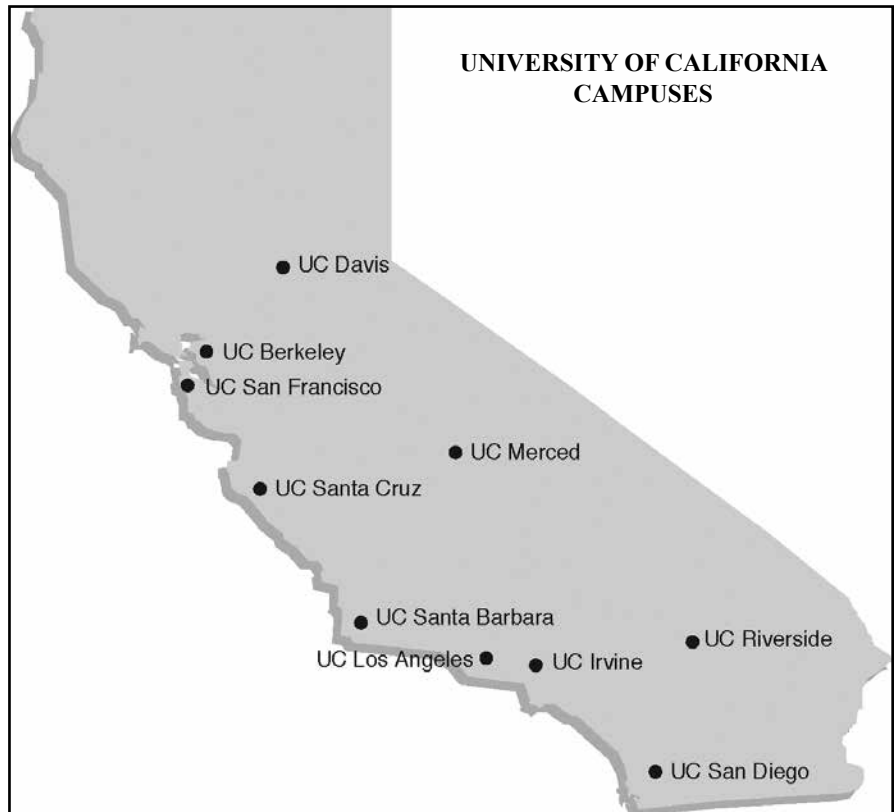 UNIVERSITY OF CALIFORNIA
CAMPUSES
UC Davis
UC Berkeley
UC San Francisco
UC Merced
UC Santa Cruz
UC Santa Barbara
UC Riverside
UC Los Angeles
UC Irvine
UC San Diego